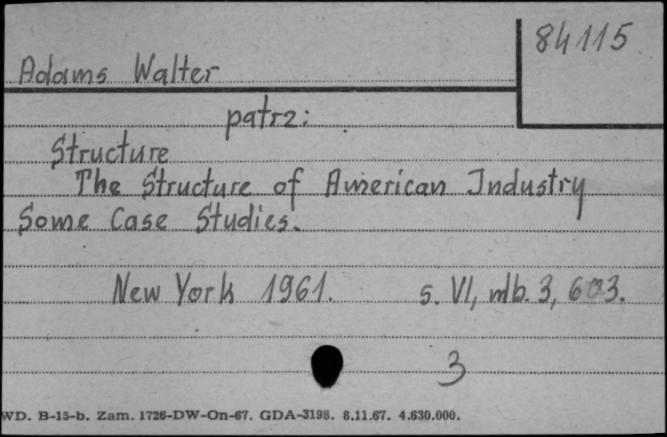 84115
Adams Walter
patrz:
Structure
The Structure of American Industry
Some Case Studies.
New York 1961. s. VI, nlb. 3, 603.
3
WD. B-15-b. Zam. 1726-DW-On-67. GDA-3198. 8.11.67. 4.630.000.